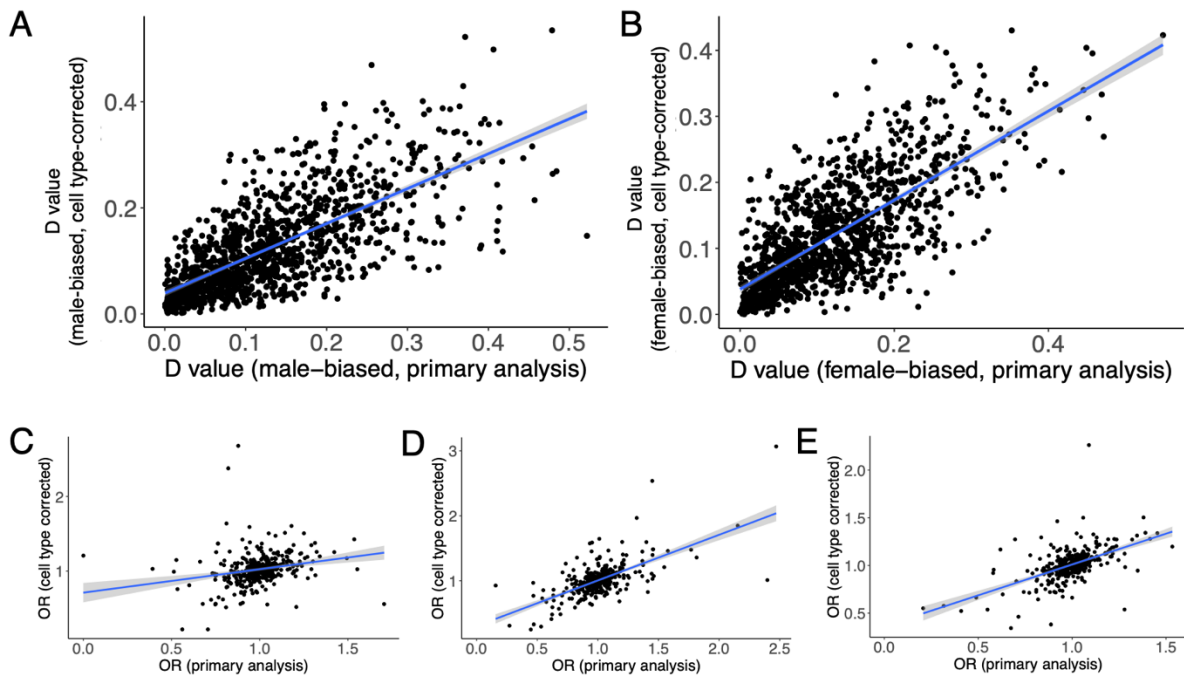 A
D value
(male-biased, cell type-corrected)
0.4
0.2
0.0
0.0 0.1 0.2 0.3 0.4 0.5
D value (male−biased, primary analysis)
B
D value
(female-biased, cell type-corrected)
0.4
0.3
0.2
0.1
0.0
0.0 0.2 0.4
D value (female−biased, primary analysis)
C
OR (cell type corrected)
2
1
0.0 0.5 1.0 1.5
OR (primary analysis)
D
OR (cell type corrected)
3
2
1
0.0 0.5 1.0 1.5 2.0 2.5
OR (primary analysis)
E
OR (cell type corrected)
2.0
1.5
1.0
0.5
0.0 0.5 1.0 1.5
OR (primary analysis)